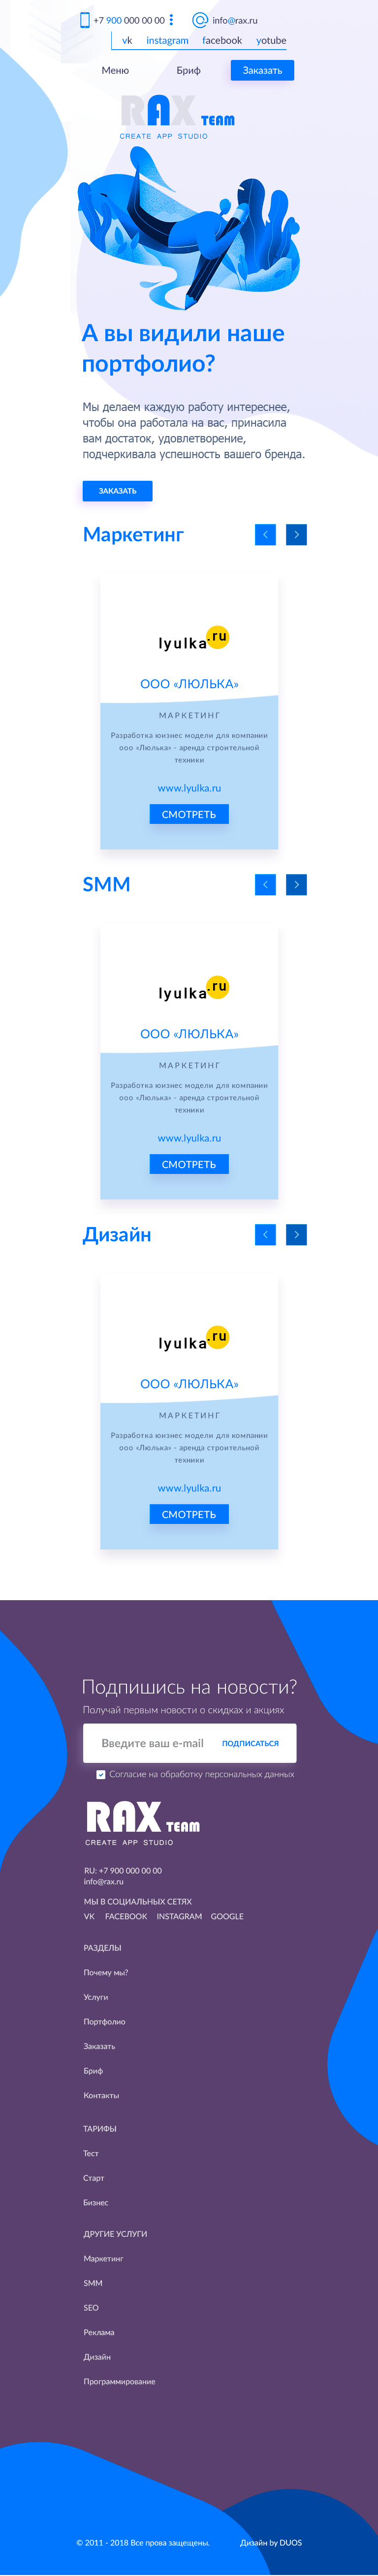 +7 900 000 00 00 info@rax.ru
vk instagram facebook yotube
Меню Бриф Заказать
RAX TEAM
CREATE APP STUDIO
А вы видили наше
портфолио?
Мы делаем каждую работу интереснее,
чтобы она работала на вас, принасила
вам достаток, удовлетворение,
подчеркивала успешность вашего бренда.
ЗАКАЗАТЬ
Маркетинг
lyulka.ru
ООО «ЛЮЛЬКА»
МАРКЕТИНГ
Разработка юизнес модели для компании
ооо «Люлька» - аренда строительной
техники
www.lyulka.ru
СМОТРЕТЬ
SMM
lyulka.ru
ООО «ЛЮЛЬКА»
МАРКЕТИНГ
Разработка юизнес модели для компании
ооо «Люлька» - аренда строительной
техники
www.lyulka.ru
СМОТРЕТЬ
Дизайн
lyulka.ru
ООО «ЛЮЛЬКА»
МАРКЕТИНГ
Разработка юизнес модели для компании
ооо «Люлька» - аренда строительной
техники
www.lyulka.ru
СМОТРЕТЬ
Подпишись на новости?
Получай первым новости о скидках и акциях
Введите ваш e-mail ПОДПИСАТЬСЯ
Согласие на обработку персональных данных
RAX TEAM
CREATE APP STUDIO
RU: +7 900 000 00 00
info@rax.ru
МЫ В СОЦИАЛЬНЫХ СЕТЯХ
VK FACEBOOK INSTAGRAM GOOGLE
РАЗДЕЛЫ
Почему мы?
Услуги
Портфолио
Заказать
Бриф
Контакты
ТАРИФЫ
Тест
Старт
Бизнес
ДРУГИЕ УСЛУГИ
Маркетинг
SMM
SEO
Реклама
Дизайн
Программирование
© 2011 - 2018 Все прова защещены. Дизайн by DUOS